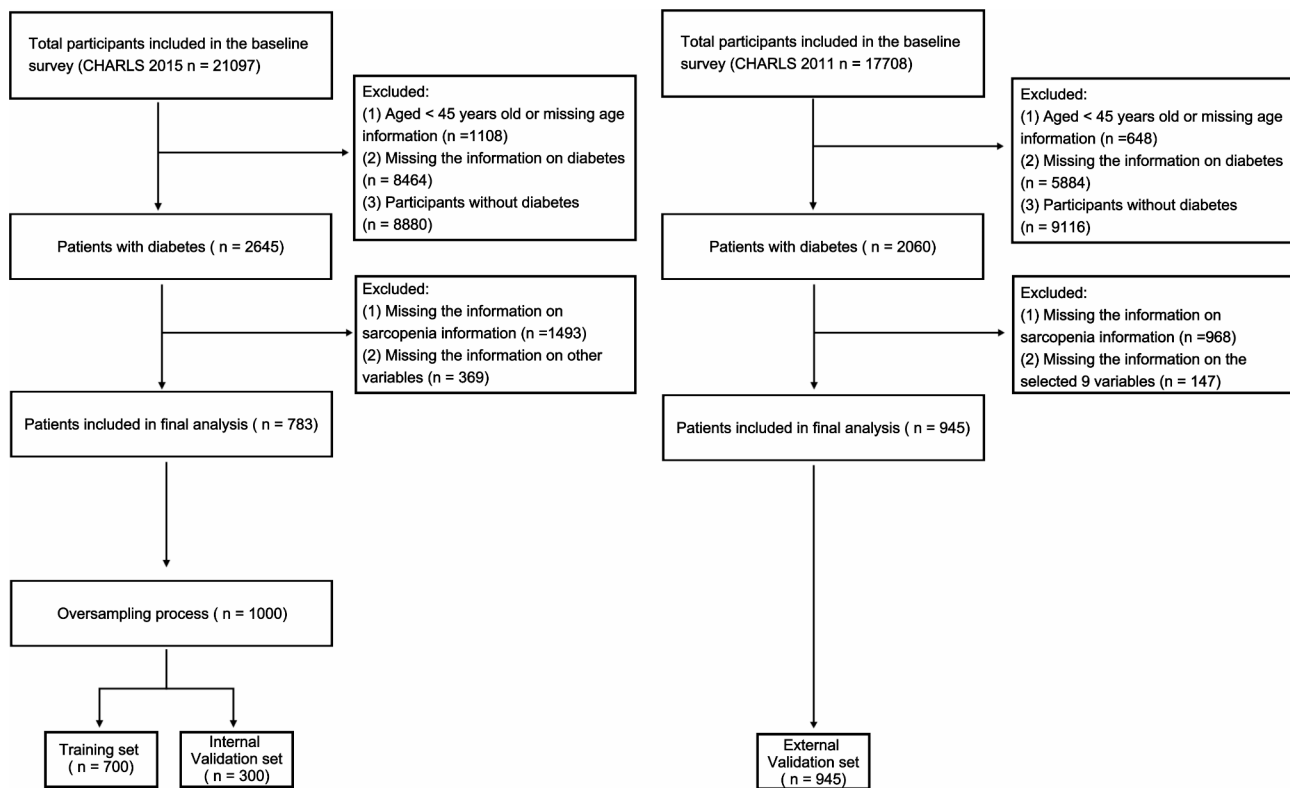 Total participants included in the baseline
survey (CHARLS 2015 n = 21097)
Excluded:
(1) Aged < 45 years old or missing age
information (n =1108)
(2) Missing the information on diabetes
(n = 8464)
(3) Participants without diabetes
(n = 8880)
Patients with diabetes ( n = 2645)
Excluded:
(1) Missing the information on
sarcopenia information (n =1493)
(2) Missing the information on other
variables (n = 369)
Patients included in final analysis ( n = 783)
Oversampling process ( n = 1000)
Training set
( n = 700)
Internal
Validation set
( n = 300)
Total participants included in the baseline
survey (CHARLS 2011 n = 17708)
Excluded:
(1) Aged < 45 years old or missing age
information (n =648)
(2) Missing the information on diabetes
(n = 5884)
(3) Participants without diabetes
(n = 9116)
Patients with diabetes ( n = 2060)
Excluded:
(1) Missing the information on
sarcopenia information (n =968)
(2) Missing the information on the
selected 9 variables (n = 147)
Patients included in final analysis ( n = 945)
External
Validation set
( n = 945)